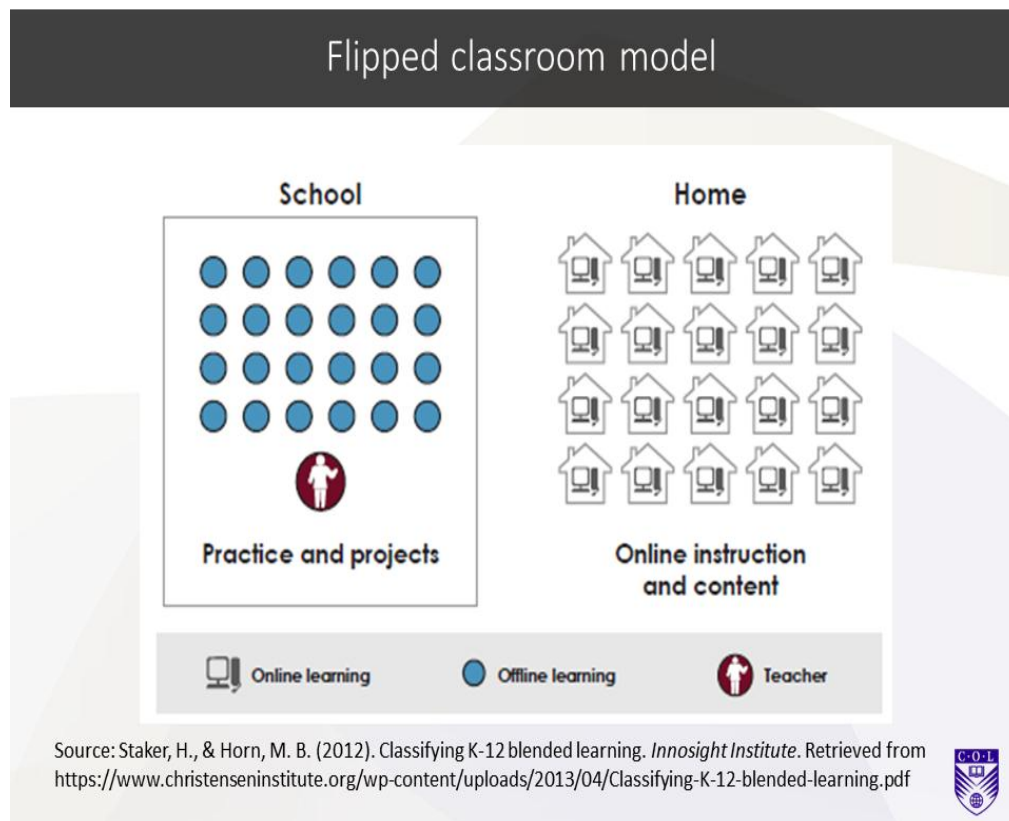 Flipped classroom model
School
Home
Practice and projects
Online instruction
and content
Online learning
Offline learning
Teacher
Source: Staker, H., & Horn, M. B. (2012). Classifying K-12 blended learning. Innosight Institute. Retrieved from
https://www.christenseninstitute.org/wp-content/uploads/2013/04/Classifying-K-12-blended-learning.pdf
C·O·L